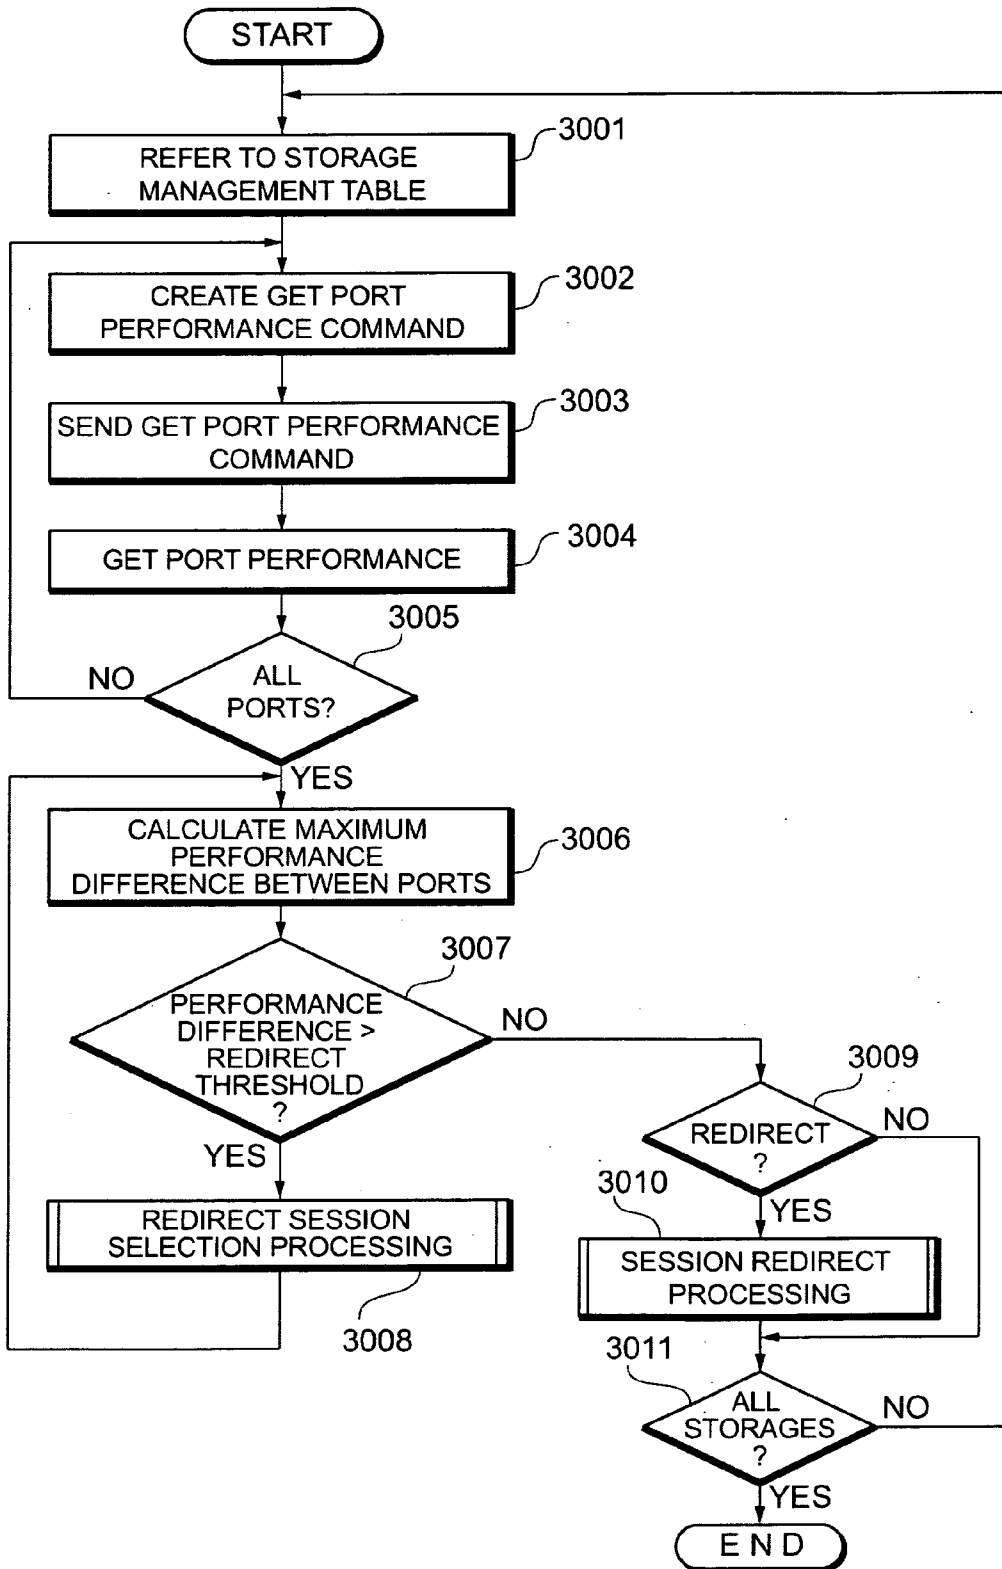 START
3001
REFER TO STORAGE
MANAGEMENT TABLE
3002
CREATE GET PORT
PERFORMANCE COMMAND
3003
SEND GET PORT PERFORMANCE
COMMAND
3004
GET PORT PERFORMANCE
3005
ALL
PORTS?
NO
YES
CALCULATE MAXIMUM
PERFORMANCE
DIFFERENCE BETWEEN PORTS
3006
3007
PERFORMANCE
DIFFERENCE >
REDIRECT
THRESHOLD
?
NO
YES
REDIRECT SESSION
SELECTION PROCESSING
3008
3009
REDIRECT
?
NO
YES
3010
SESSION REDIRECT
PROCESSING
3011
ALL
STORAGES
?
NO
YES
END